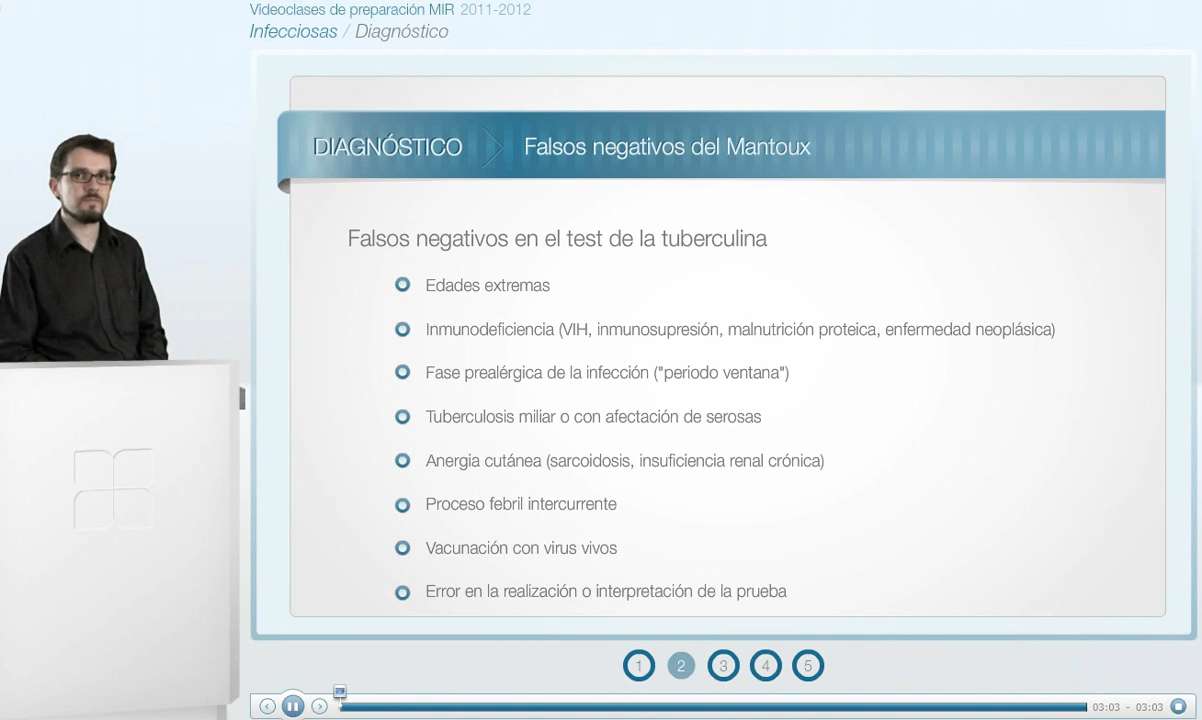 Videoclases de preparación MIR 2011-2012
Infecciosas / Diagnóstico
DIAGNÓSTICO Falsos negativos del Mantoux
Falsos negativos en el test de la tuberculina
Edades extremas
Inmunodeficiencia (VIH, inmunosupresión, malnutrición proteica, enfermedad neoplásica)
Fase prealérgica de la infección ("periodo ventana")
Tuberculosis miliar o con afectación de serosas
Anergia cutánea (sarcoidosis, insuficiencia renal crónica)
Proceso febril intercurrente
Vacunación con virus vivos
Error en la realización o interpretación de la prueba
1 2 3 4 5
03:03 - 03:03